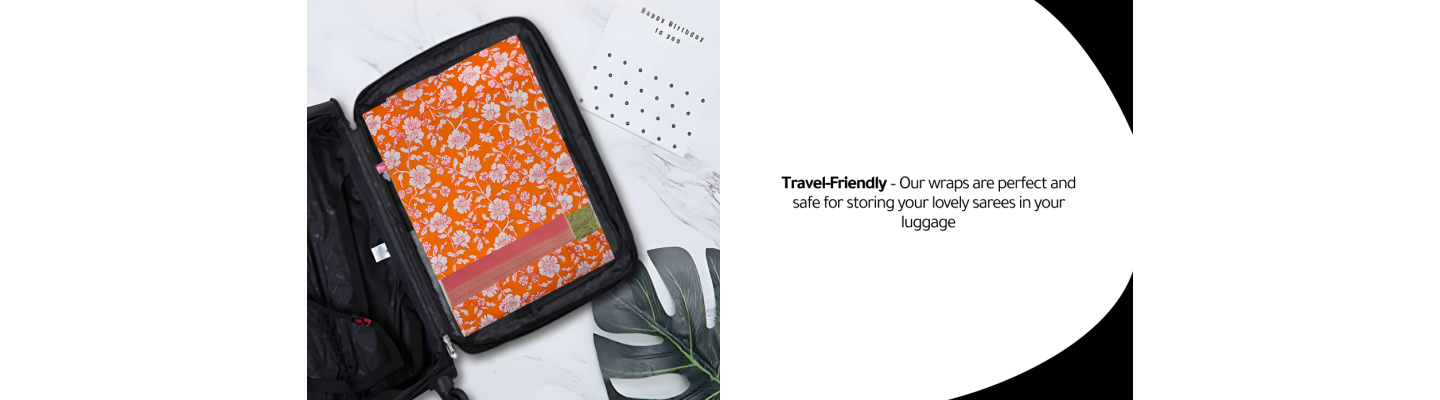 Happy Birthday
to you
Travel-Friendly - Our wraps are perfect and
safe for storing your lovely sarees in your
luggage